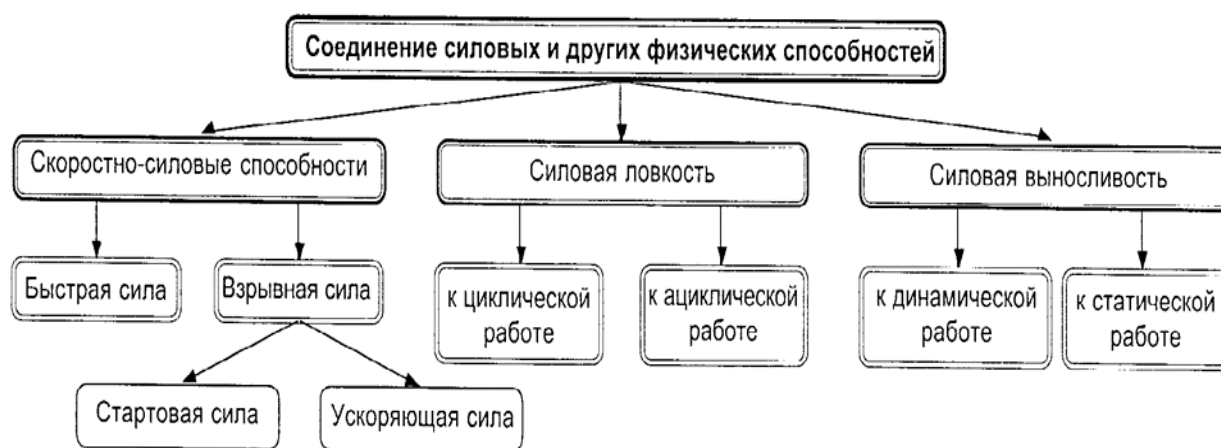 Соединение силовых и других физических способностей
Скоростно-силовые способности
Силовая ловкость
Силовая выносливость
Быстрая сила
Взрывная сила
к циклической
работе
к ациклической
работе
к динамической
работе
к статической
работе
Стартовая сила
Ускоряющая сила